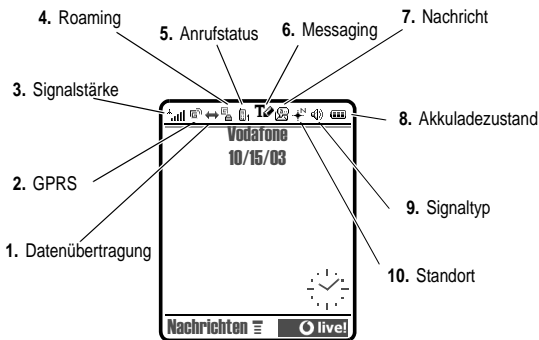 4. Roaming
5. Anrufstatus
6. Messaging
7. Nachricht
3. Signalstärke
8. Akkuladezustand
Vodafone
10/15/03
2. GPRS
9. Signaltyp
1. Datenübertragung
10. Standort
Nachrichten live!